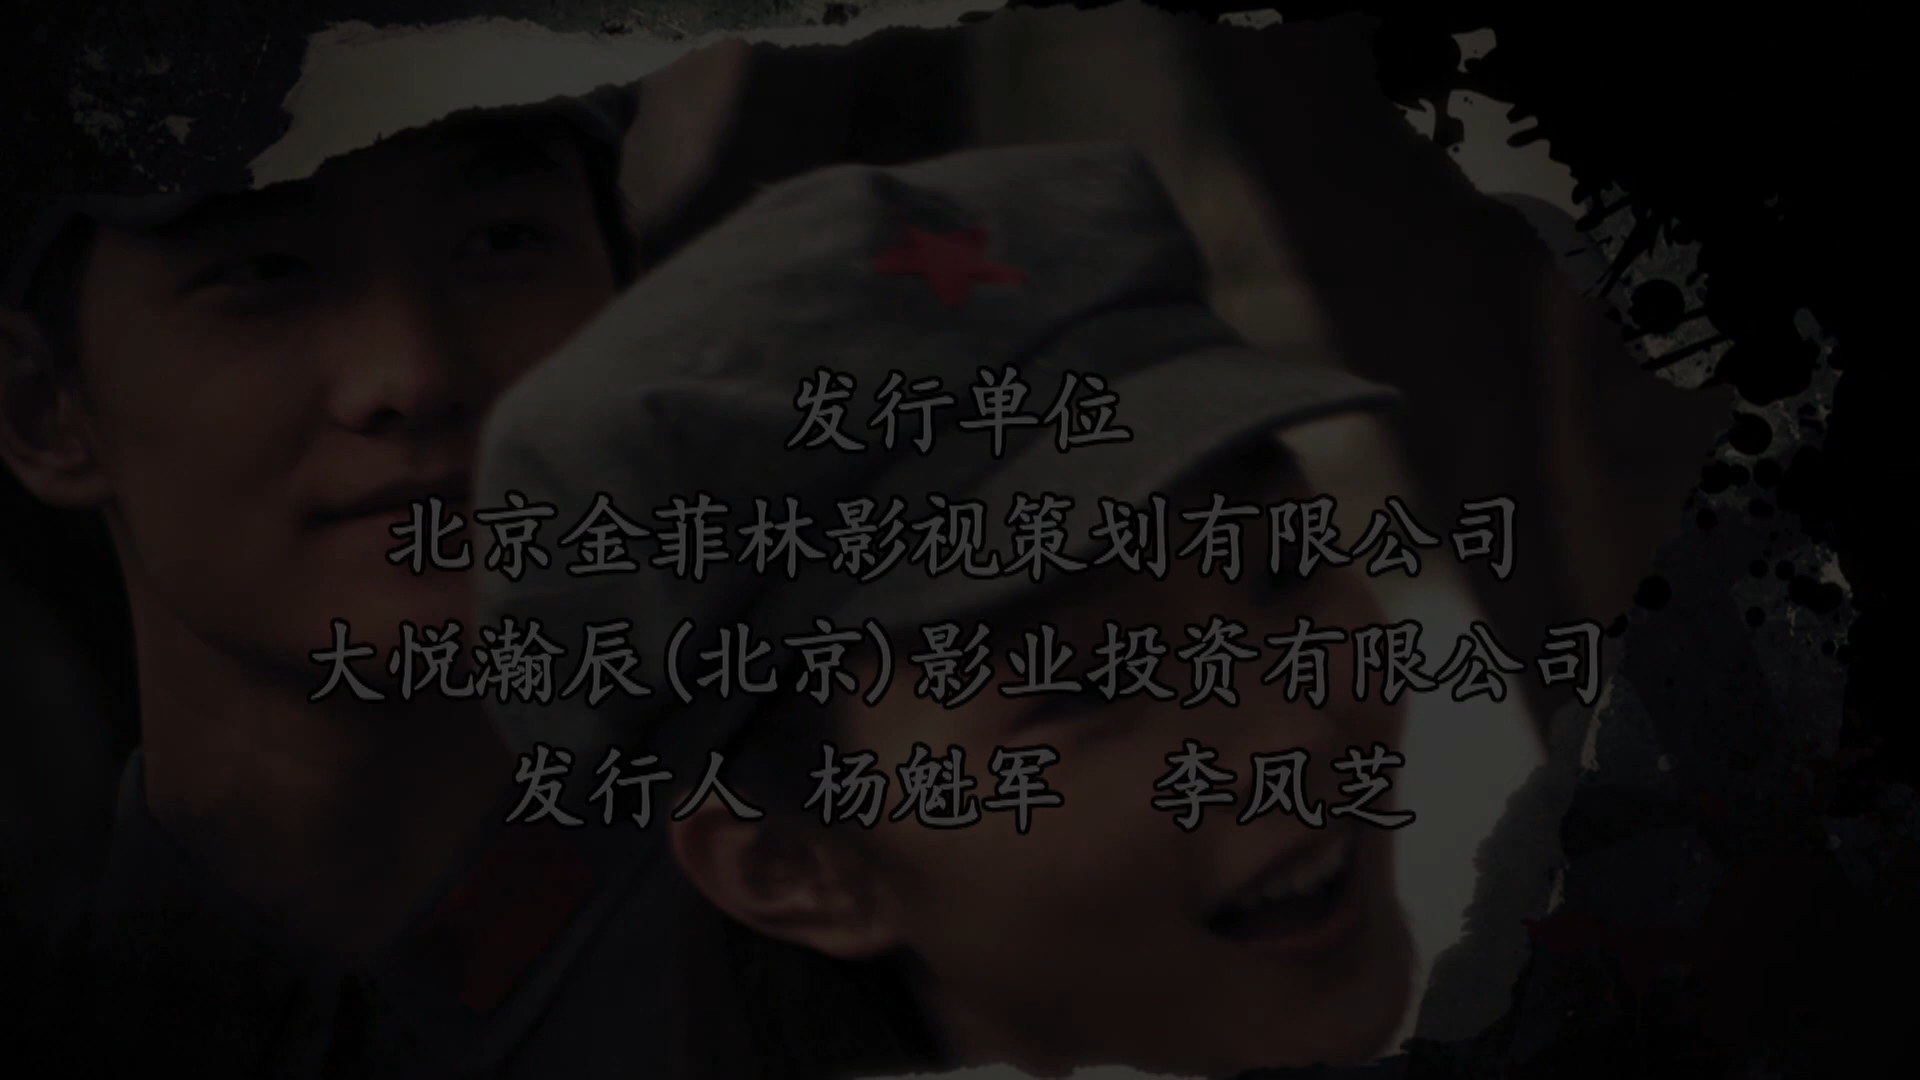 发行单位
北京金菲林影视策划有限公司
大悦瀚辰(北京)影业投资有限公司
发行人 杨魁军 李凤芝